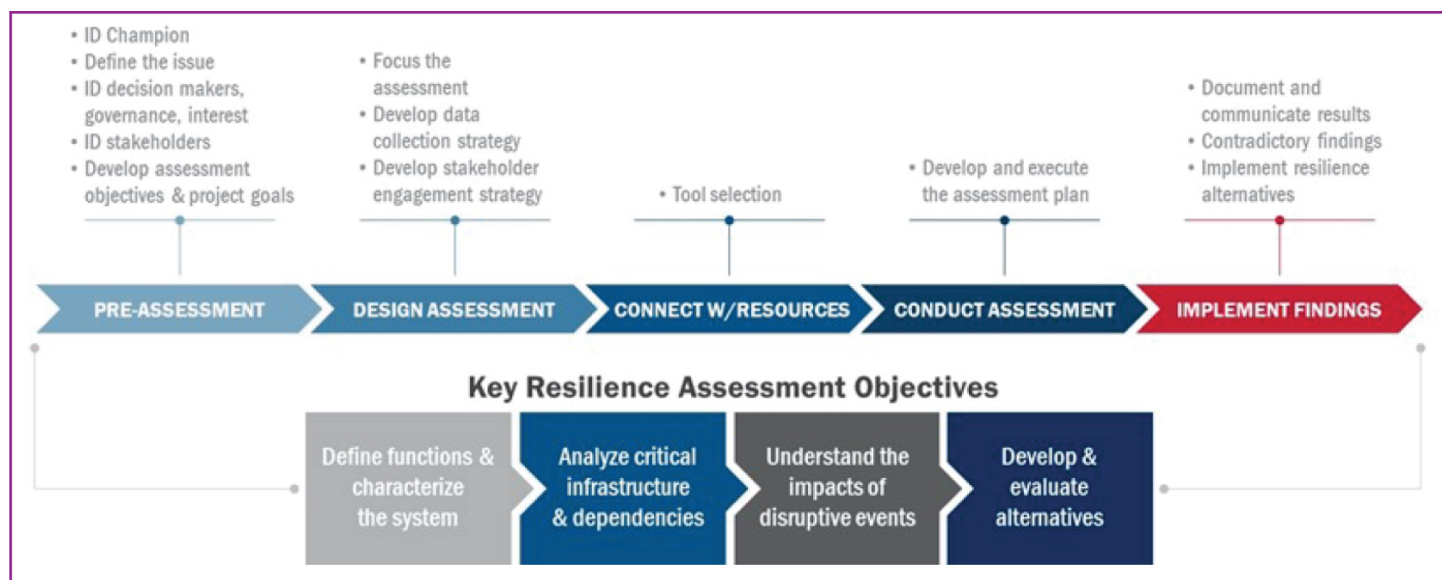 • ID Champion
• Define the issue
• ID decision makers,
governance, interest
• ID stakeholders
• Develop assessment
objectives & project goals
• Focus the
assessment
• Develop data
collection strategy
• Develop stakeholder
engagement strategy
• Tool selection
• Develop and execute
the assessment plan
• Document and
communicate results
• Contradictory findings
• Implement resilience
alternatives
PRE-ASSESSMENT
DESIGN ASSESSMENT
CONNECT W/RESOURCES
CONDUCT ASSESSMENT
IMPLEMENT FINDINGS
Key Resilience Assessment Objectives
Define functions &
characterize
the system
Analyze critical
infrastructure
& dependencies
Understand the
impacts of
disruptive events
Develop &
evaluate
alternatives